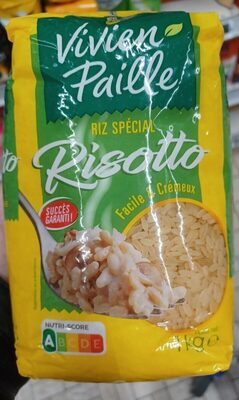 Vivien
Paille
RIZ SPÉCIAL
Risotto
Facile & Crémeux
SUCCÈS
GARANTI !
NUTRI-SCORE
A B C D E
1kg e